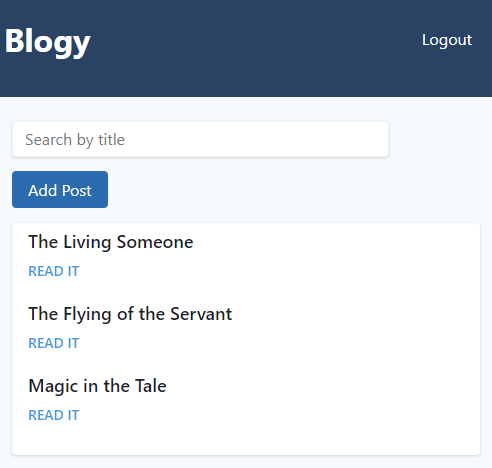 Blogy
Logout
Search by title
Add Post
The Living Someone
READ IT
The Flying of the Servant
READ IT
Magic in the Tale
READ IT